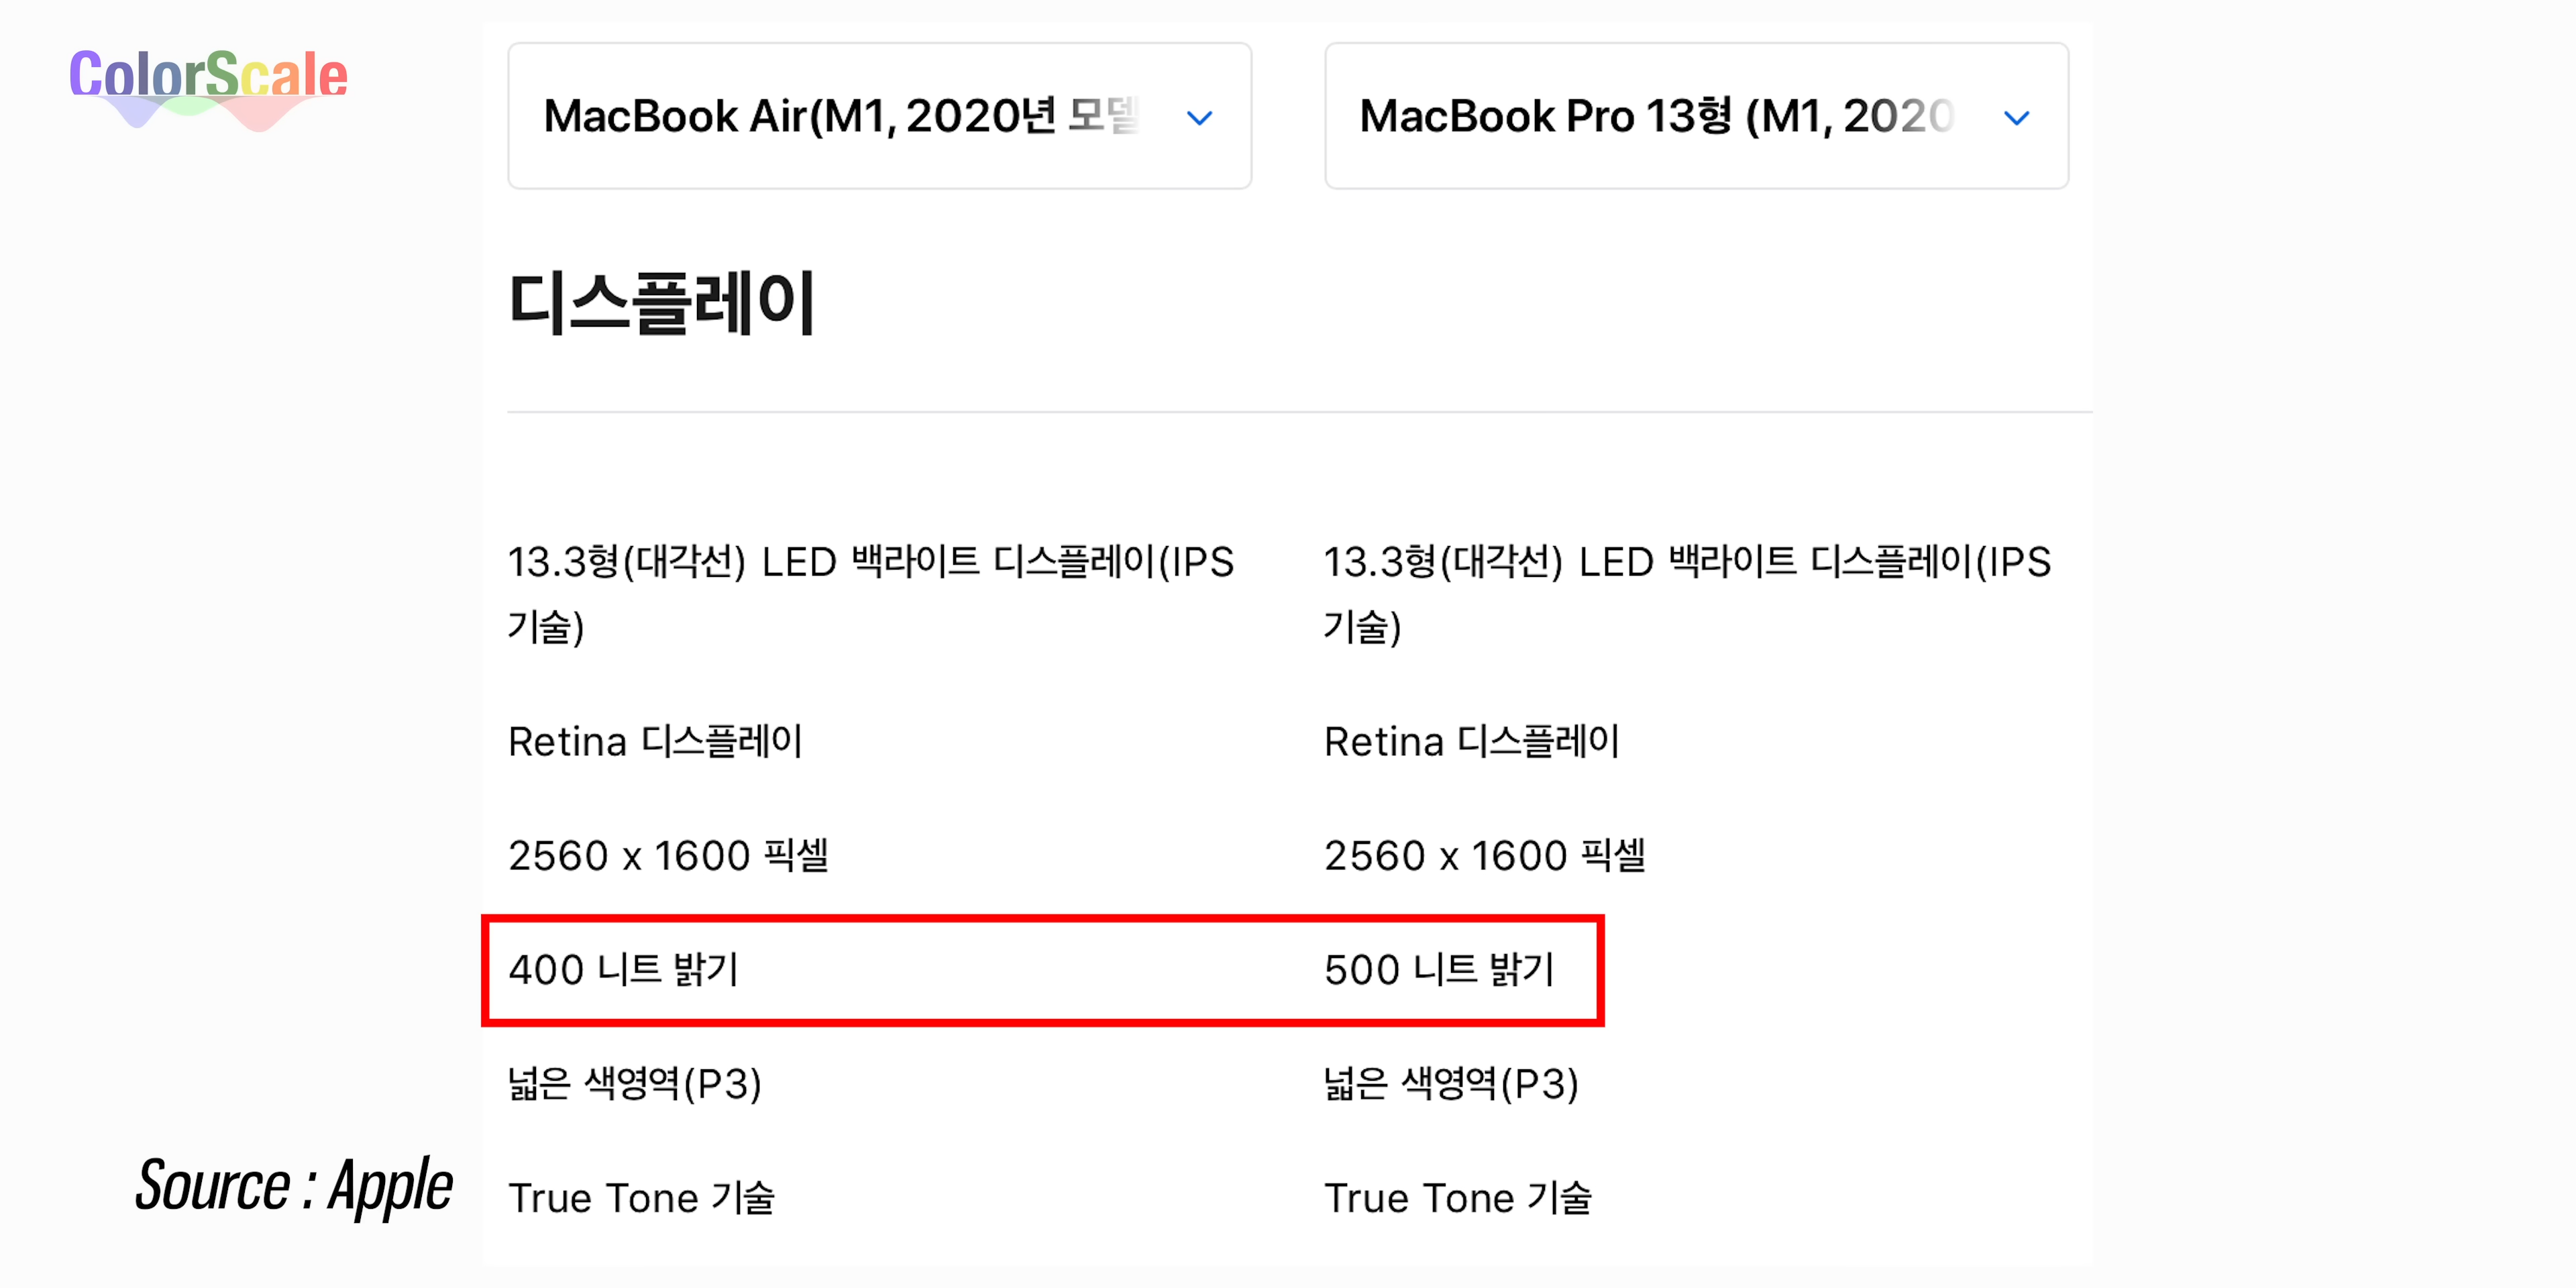 ColorScale
MacBook Air(M1, 2020년 모델
MacBook Pro 13형 (M1, 2020
디스플레이
13.3형(대각선) LED 백라이트 디스플레이(IPS
기술)
13.3형(대각선) LED 백라이트 디스플레이(IPS
기술)
Retina 디스플레이
Retina 디스플레이
2560 x 1600 픽셀
2560 x 1600 픽셀
400 니트 밝기
500 니트 밝기
넓은 색영역(P3)
넓은 색영역(P3)
True Tone 기술
True Tone 기술
Source : Apple